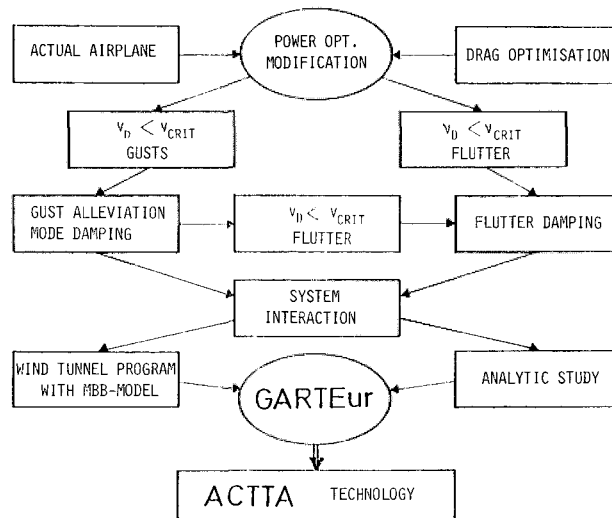 ACTUAL AIRPLANE
POWER OPT.
MODIFICATION
DRAG OPTIMISATION
V_D < V_CRIT
GUSTS
V_D < V_CRIT
FLUTTER
GUST ALLEVIATION
MODE DAMPING
V_D < V_CRIT
FLUTTER
FLUTTER DAMPING
SYSTEM
INTERACTION
WIND TUNNEL PROGRAM
WITH MBB-MODEL
GARTEur
ANALYTIC STUDY
ACTTA TECHNOLOGY